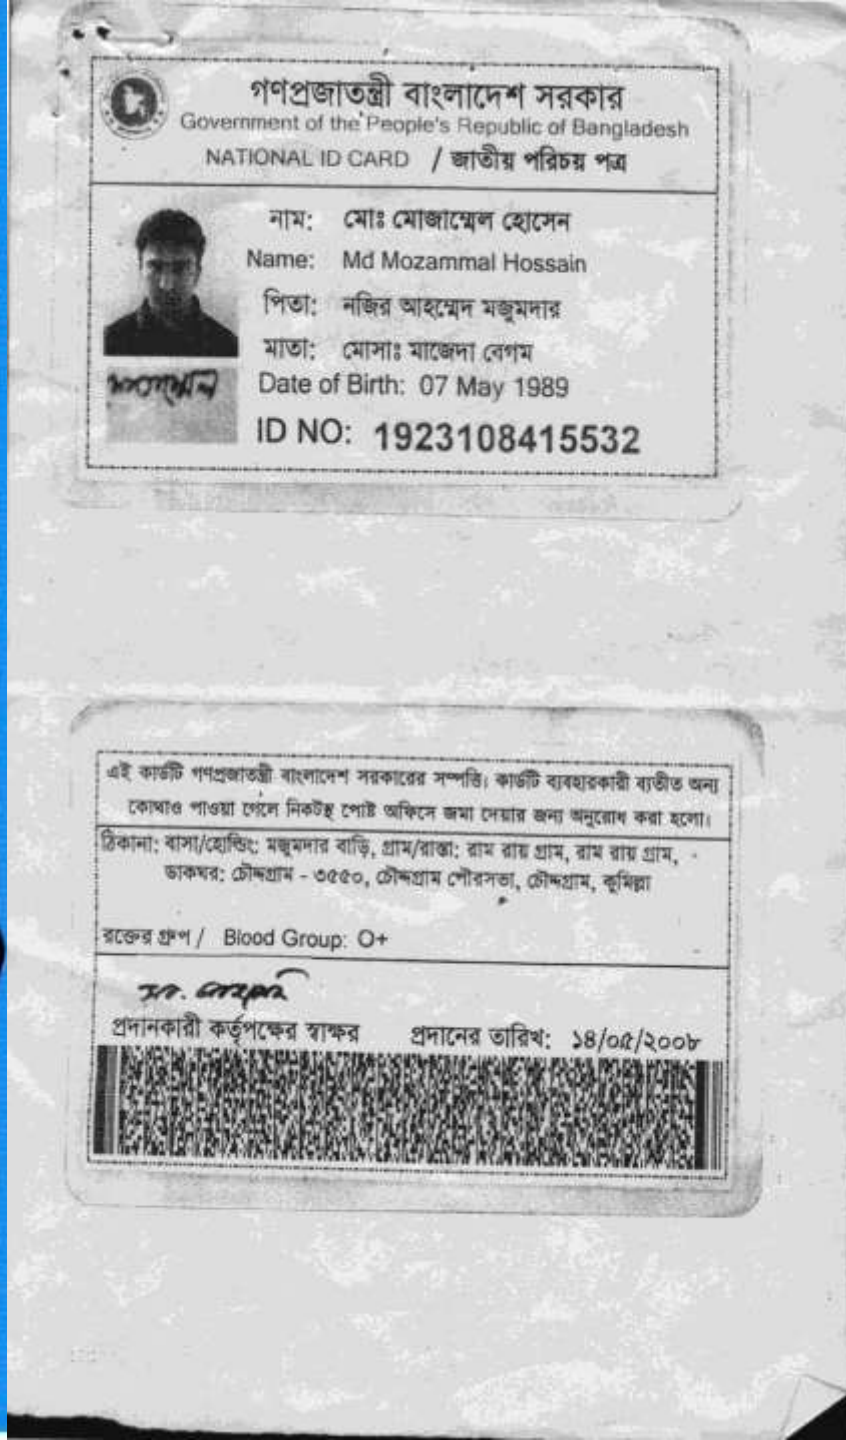 গণপ্রজাতন্ত্রী বাংলাদেশ সরকার
Government of the People's Republic of Bangladesh
NATIONAL ID CARD / জাতীয় পরিচয় পত্র
নাম: মোঃ মোজাম্মেল হোসেন
Name: Md Mozammal Hossain
পিতা: নজির আহম্মেদ মজুমদার
মাতা: মোসাঃ মাজেদা বেগম
Date of Birth: 07 May 1989
ID NO: 1923108415532
এই কার্ডটি গণপ্রজাতন্ত্রী বাংলাদেশ সরকারের সম্পত্তি। কার্ডটি ব্যবহারকারী ব্যতীত অন্য
কোথাও পাওয়া গেলে নিকটস্থ পোষ্ট অফিসে জমা দেয়ার জন্য অনুরোধ করা হলো।
ঠিকানা: বাসা/হোল্ডিং: মজুমদার বাড়ি, গ্রাম/রাস্তা: রাম রায় গ্রাম, রাম রায় গ্রাম,
ডাকঘর: চৌদ্দগ্রাম - ৩৫৫০, চৌদ্দগ্রাম পৌরসভা, চৌদ্দগ্রাম, কুমিল্লা
রক্তের গ্রুপ / Blood Group: O+
প্রদানকারী কর্তৃপক্ষের স্বাক্ষর প্রদানের তারিখ: ১৪/০৫/২০০৮